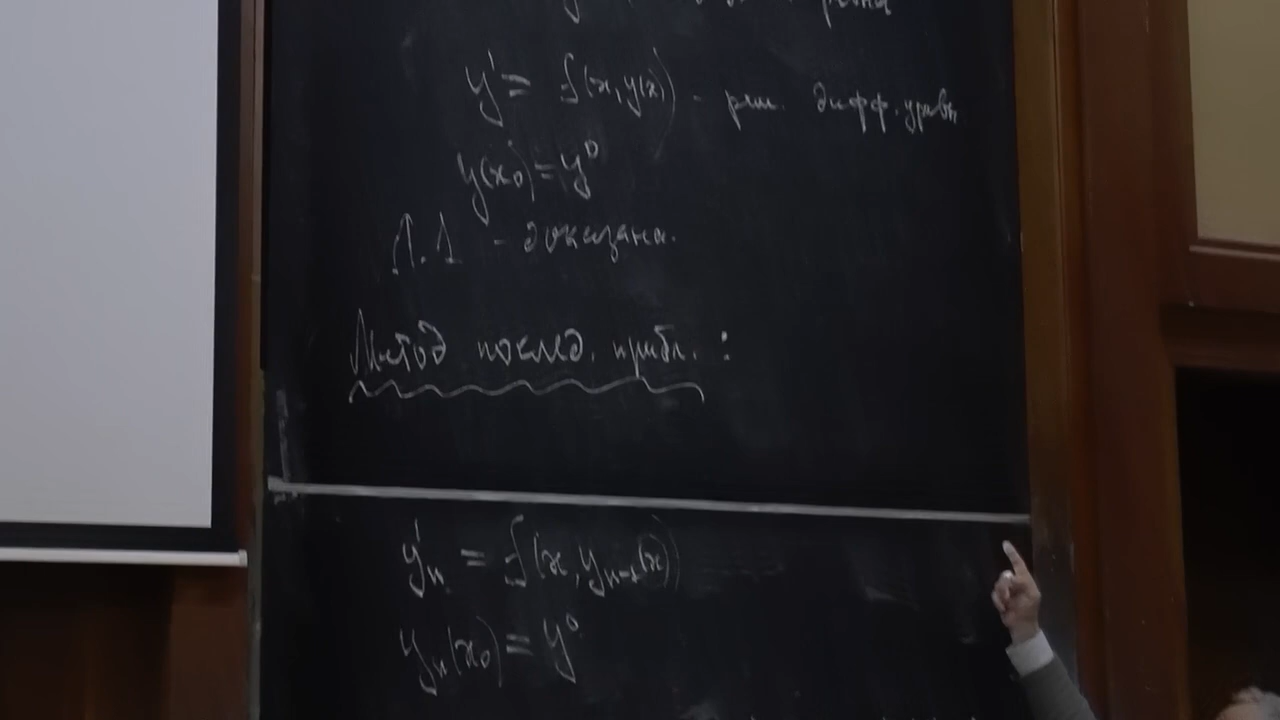 y' = f(x, y(x)) - реш. дифф. уравн.
y(x₀) = y⁰
Л.1 - доказана.
Метод послед. прибл. :
y'ₙ = f(x, yₙ₋₁(x))
yₙ(x₀) = y⁰